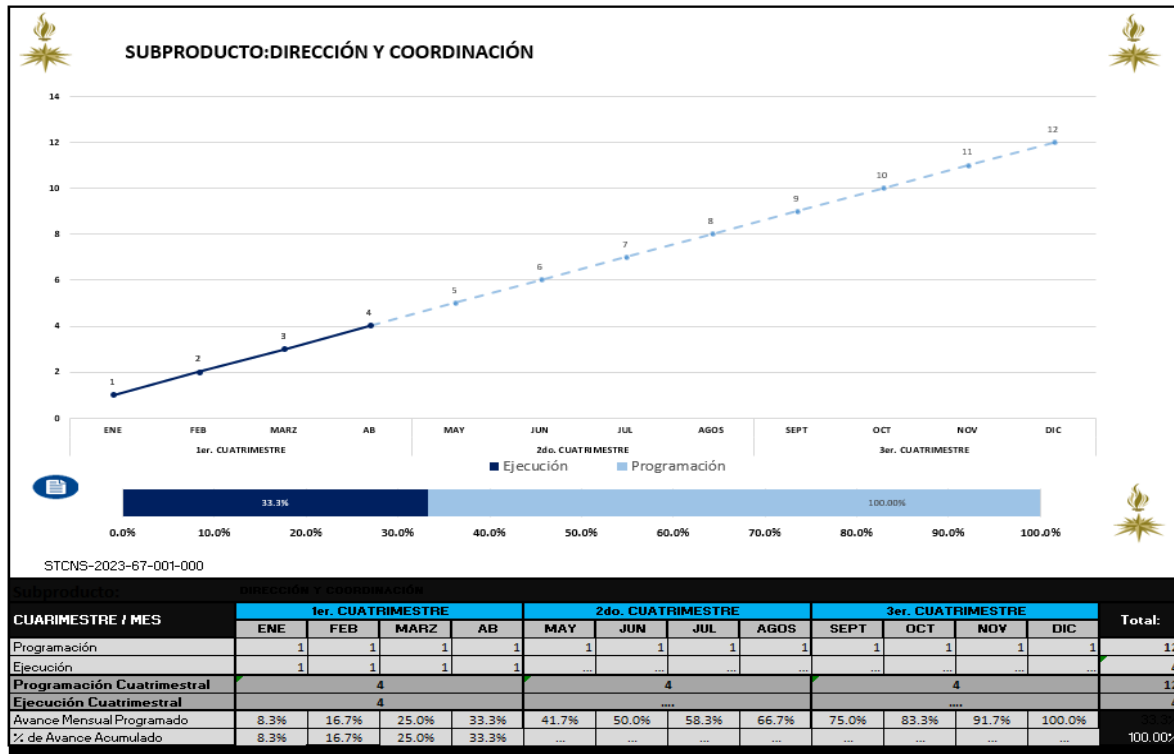 SUBPRODUCTO:DIRECCIÓN Y COORDINACIÓN
14
12
10
8
6
4
2
0
1
2
3
4
5
6
7
8
9
10
11
12
ENE FEB MARZ AB MAY JUN JUL AGOS SEPT OCT NOV DIC
1er. CUATRIMESTRE 2do. CUATRIMESTRE 3er. CUATRIMESTRE
Ejecución Programación
33.3% 100.00%
0.0% 10.0% 20.0% 30.0% 40.0% 50.0% 60.0% 70.0% 80.0% 90.0% 100.0%
STCNS-2023-67-001-000
Subproducto: DIRECCIÓN Y COORDINACIÓN
CUARIMESTRE / MES 1er. CUATRIMESTRE 2do. CUATRIMESTRE 3er. CUATRIMESTRE Total:
ENE FEB MARZ AB MAY JUN JUL AGOS SEPT OCT NOV DIC
Programación 1 1 1 1 1 1 1 1 1 1 1 1 12
Ejecución 1 1 1 1 ... ... ... ... ... ... ... ... 4
Programación Cuatrimestral 4 4 4 12
Ejecución Cuatrimestral 4 .... .... 4
Avance Mensual Programado 8.3% 16.7% 25.0% 33.3% 41.7% 50.0% 58.3% 66.7% 75.0% 83.3% 91.7% 100.0%
% de Avance Acumulado 8.3% 16.7% 25.0% 33.3% ... ... ... ... ... ... ... ... 100.00%